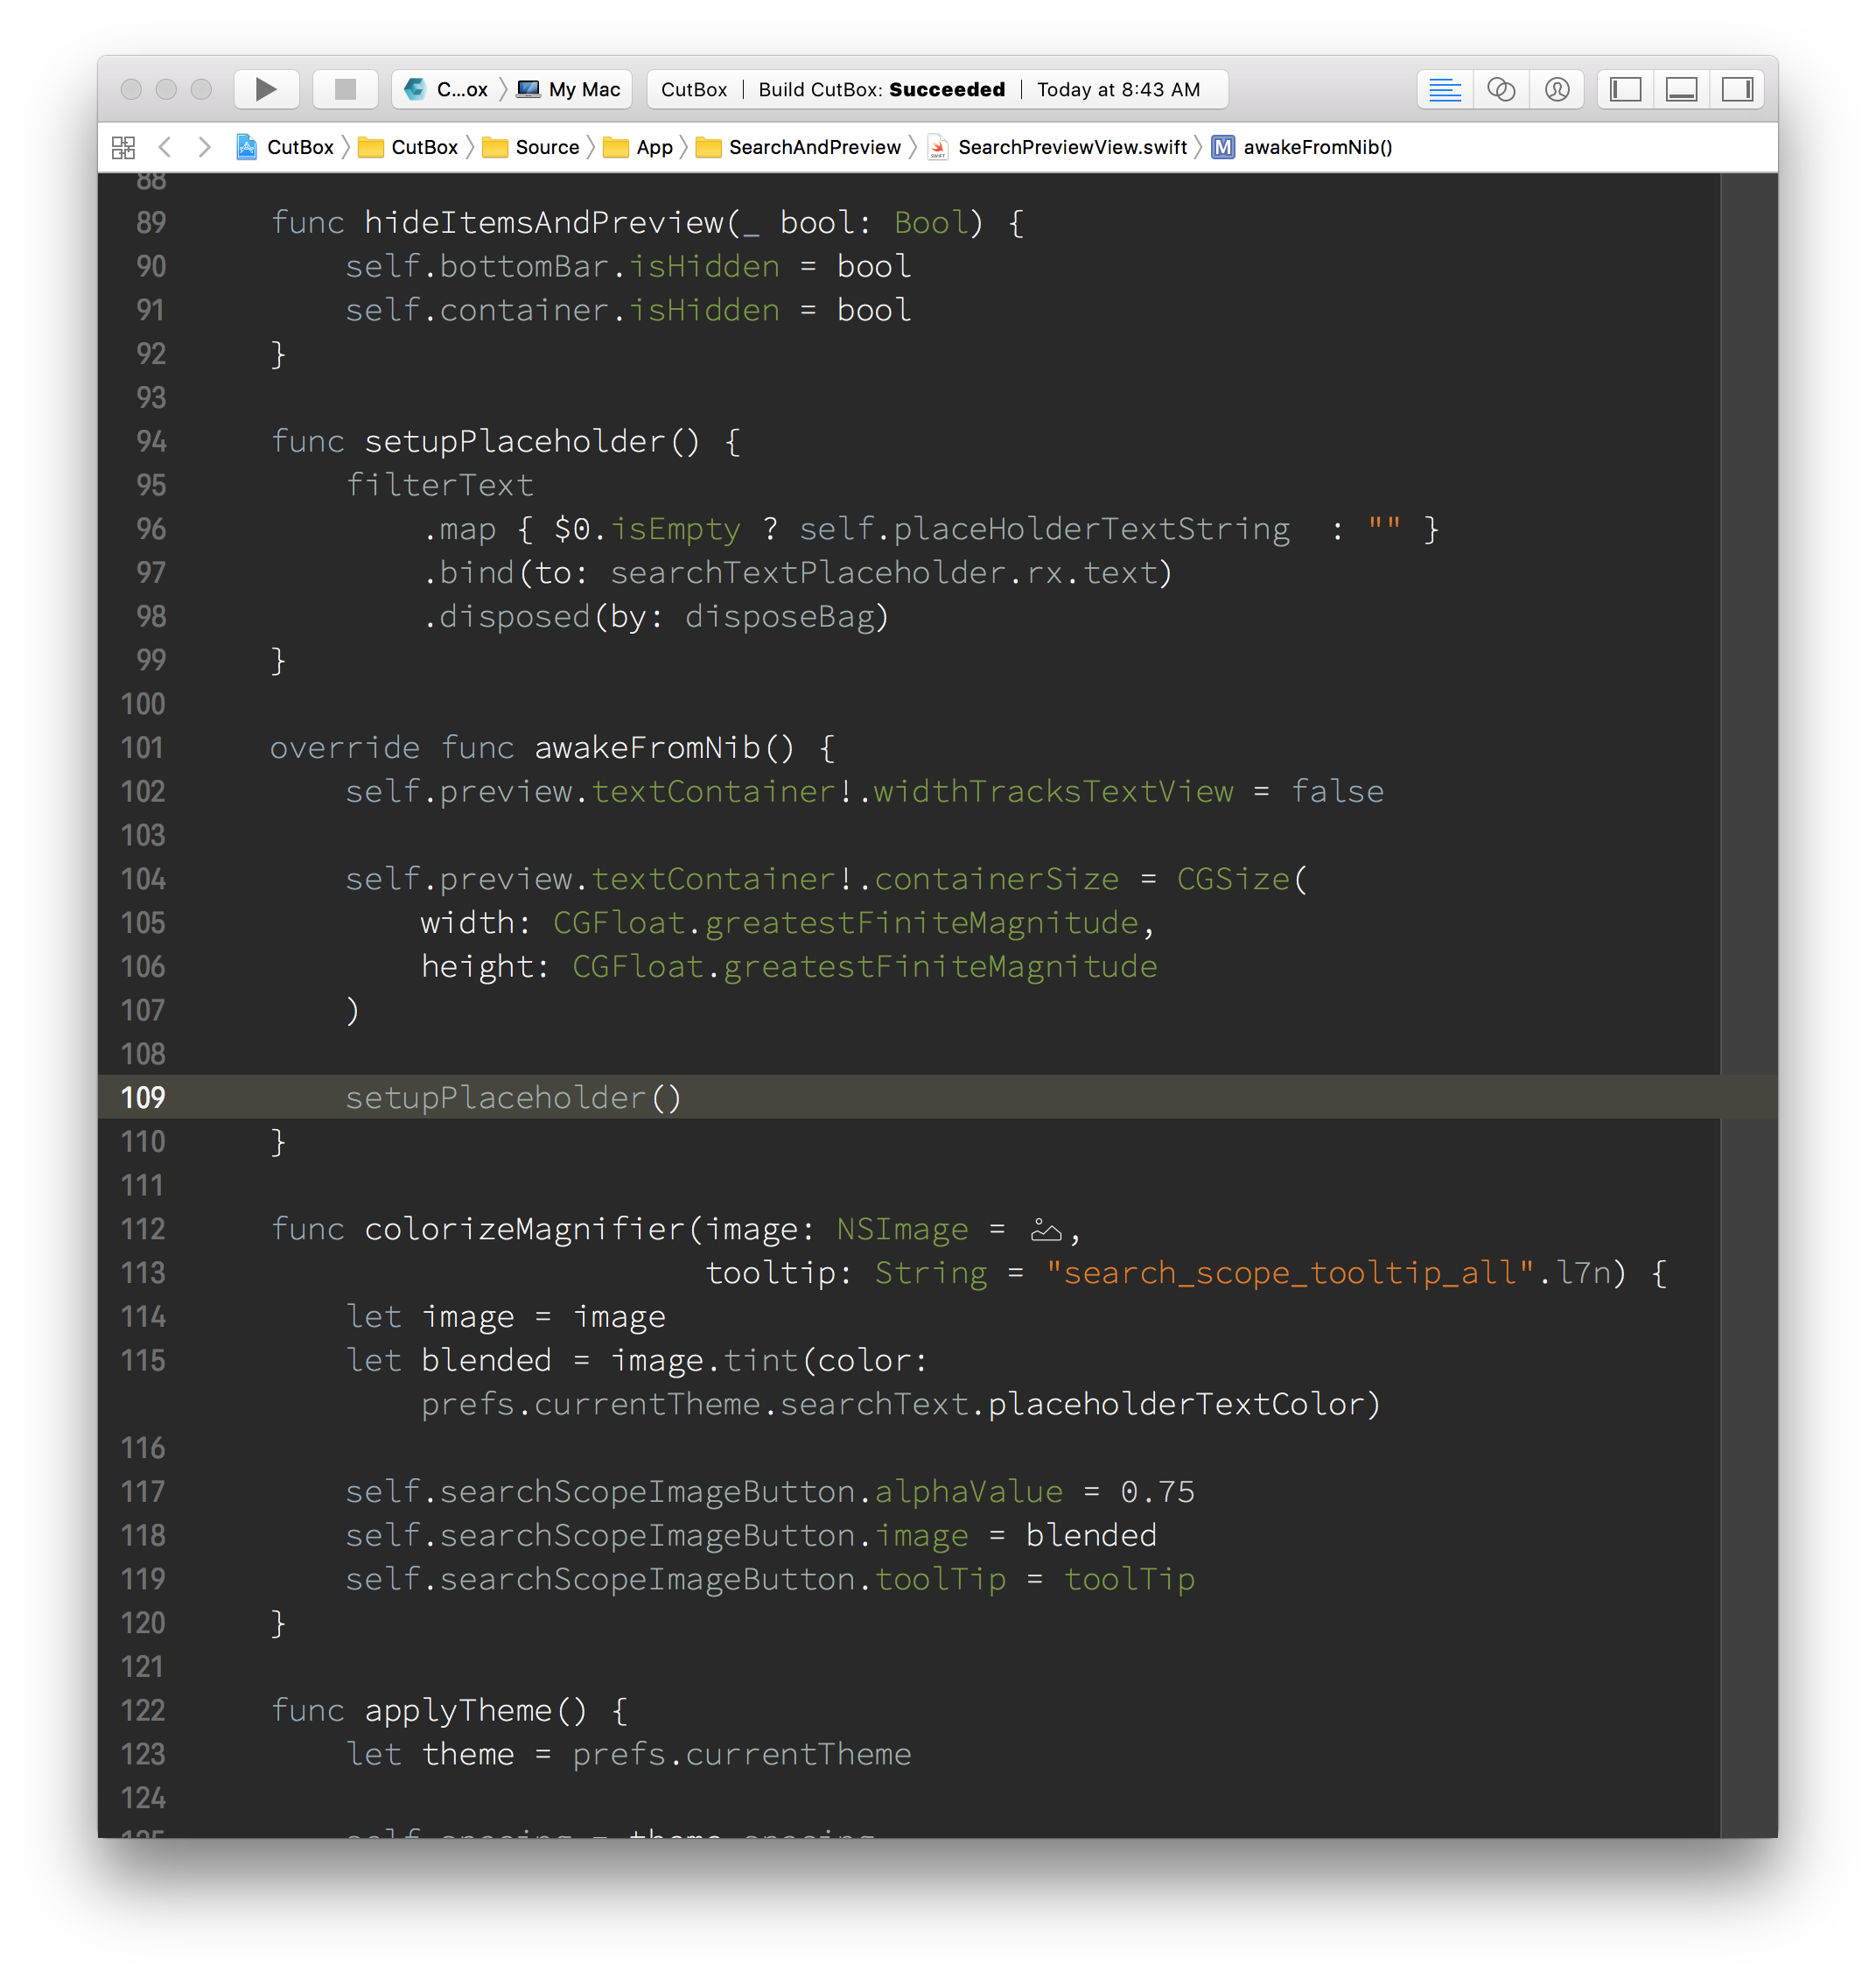 C...ox My Mac CutBox | Build CutBox: Succeeded | Today at 8:43 AM
CutBox CutBox Source App SearchAndPreview SearchPreviewView.swift M awakeFromNib()
88
89 func hideItemsAndPreview(_ bool: Bool) {
90 self.bottomBar.isHidden = bool
91 self.container.isHidden = bool
92 }
93
94 func setupPlaceholder() {
95 filterText
96 .map { $0.isEmpty ? self.placeHolderTextString  : "" }
97 .bind(to: searchTextPlaceholder.rx.text)
98 .disposed(by: disposeBag)
99 }
100
101 override func awakeFromNib() {
102 self.preview.textContainer!.widthTracksTextView = false
103
104 self.preview.textContainer!.containerSize = CGSize(
105 width: CGFloat.greatestFiniteMagnitude,
106 height: CGFloat.greatestFiniteMagnitude
107 )
108
109 setupPlaceholder()
110 }
111
112 func colorizeMagnifier(image: NSImage = ,
113 tooltip: String = "search_scope_tooltip_all".l7n) {
114 let image = image
115 let blended = image.tint(color:
prefs.currentTheme.searchText.placeholderTextColor)
116
117 self.searchScopeImageButton.alphaValue = 0.75
118 self.searchScopeImageButton.image = blended
119 self.searchScopeImageButton.toolTip = toolTip
120 }
121
122 func applyTheme() {
123 let theme = prefs.currentTheme
124
125 self.spacing = theme.spacing